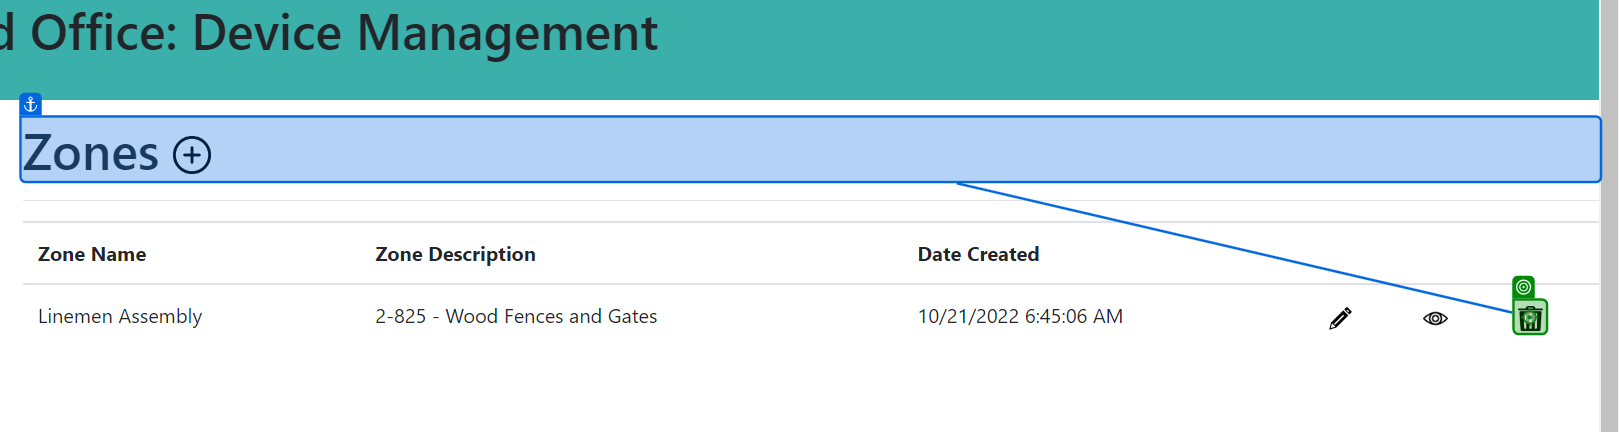 d Office: Device Management
Zones
Zone Name Zone Description Date Created
Linemen Assembly 2-825 - Wood Fences and Gates 10/21/2022 6:45:06 AM